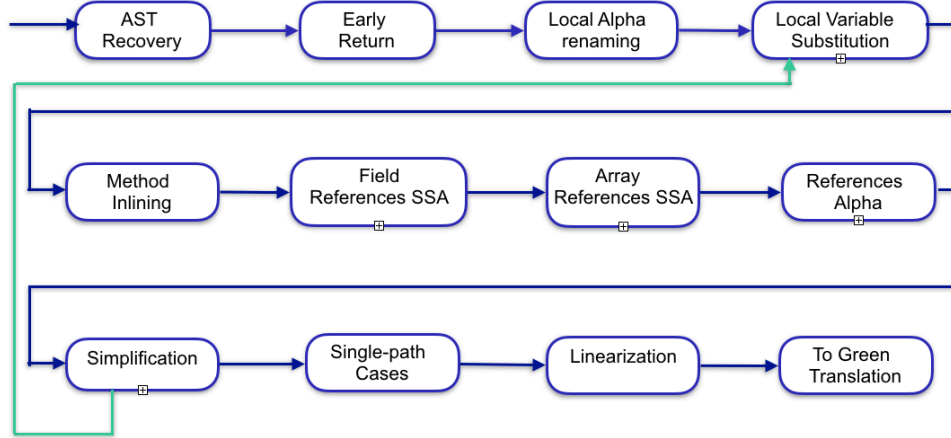 AST
Recovery
Early
Return
Local Alpha
renaming
Local Variable
Substitution
Method
Inlining
Field
References SSA
Array
References SSA
References
Alpha
Simplification
Single-path
Cases
Linearization
To Green
Translation